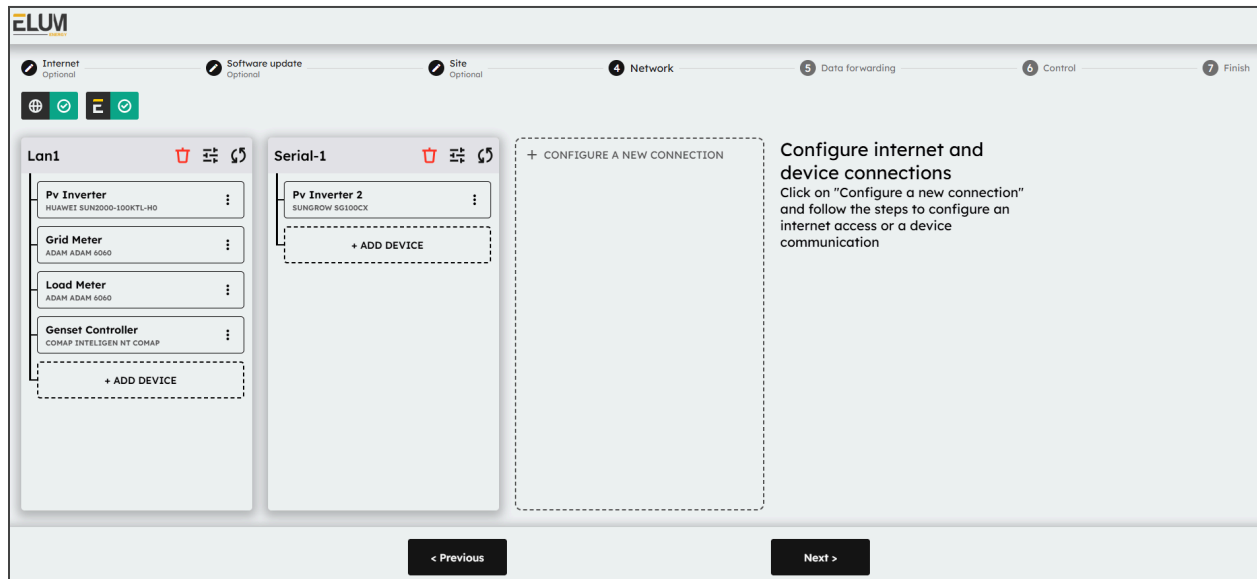 ELUM
ENERGY
Internet
Optional
Software update
Optional
Site
Optional
4 Network
5 Data forwarding
6 Control
7 Finish
E
Lan1
Pv Inverter
HUAWEI SUN2000-100KTL-H0
Grid Meter
ADAM ADAM 6060
Load Meter
ADAM ADAM 6060
Genset Controller
COMAP INTELIGEN NT COMAP
+ ADD DEVICE
Serial-1
Pv Inverter 2
SUNGROW SG100CX
+ ADD DEVICE
+ CONFIGURE A NEW CONNECTION
Configure internet and
device connections
Click on "Configure a new connection"
and follow the steps to configure an
internet access or a device
communication
< Previous
Next >